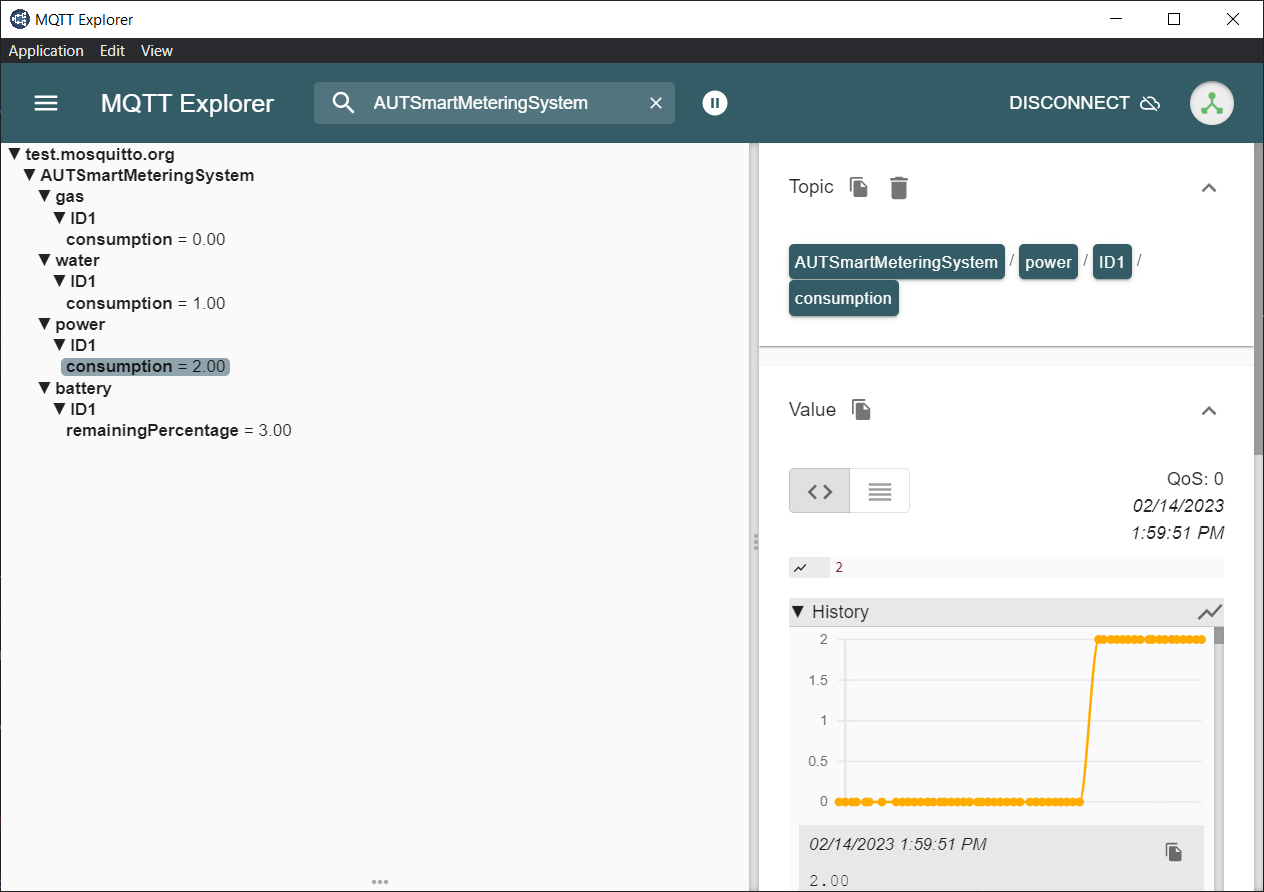 MQTT Explorer
Application Edit View
MQTT Explorer
AUTSmartMeteringSystem
DISCONNECT
▼ test.mosquitto.org
▼ AUTSmartMeteringSystem
▼ gas
▼ ID1
consumption = 0.00
▼ water
▼ ID1
consumption = 1.00
▼ power
▼ ID1
consumption = 2.00
▼ battery
▼ ID1
remainingPercentage = 3.00
Topic
AUTSmartMeteringSystem / power / ID1 /
consumption
Value
QoS: 0
02/14/2023
1:59:51 PM
2
▼ History
2
1.5
1
0.5
0
02/14/2023 1:59:51 PM
2.00